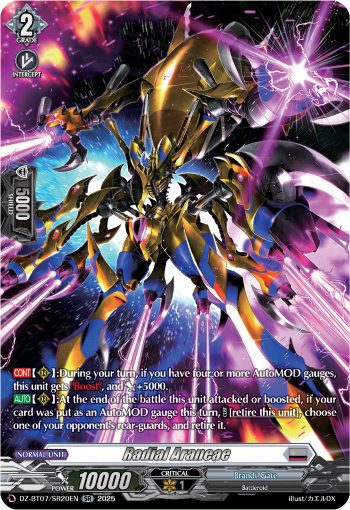 2
GRADE
INTERCEPT
5000
SHIELD
CONT【 】:During your turn, if you have four or more AutoMOD gauges,
this unit gets "Boost", and +5000.
AUTO【 】:At the end of the battle this unit attacked or boosted, if your
card was put as an AutoMOD gauge this turn, [retire this unit], choose
one of your opponent's rear-guards, and retire it.
NORMAL UNIT
Radial Araneae
POWER 10000
CRITICAL
1
Brandt Gate
Battleroid
DZ-BT07/SR20EN SR 2025
illust/カエルDX